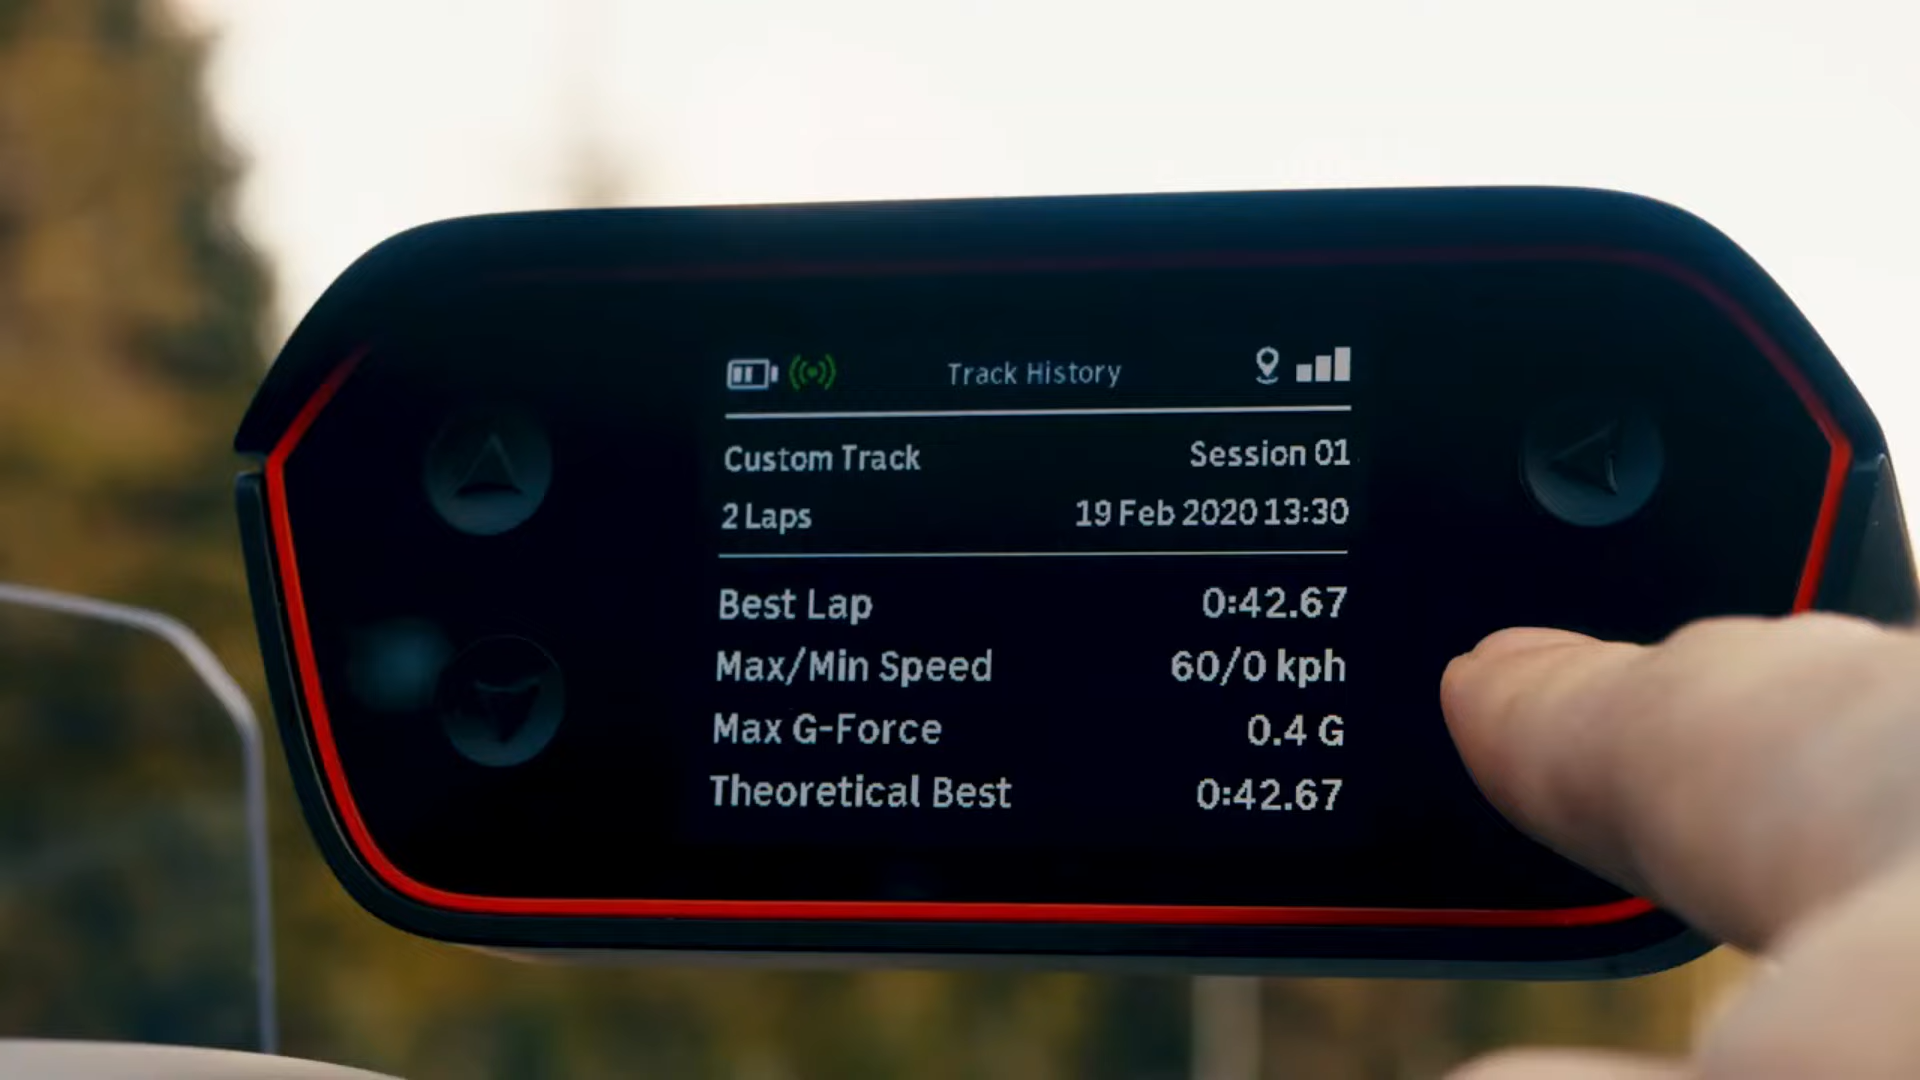 Track History
Custom Track Session 01
2 Laps 19 Feb 2020 13:30
Best Lap 0:42.67
Max/Min Speed 60/0 kph
Max G-Force 0.4 G
Theoretical Best 0:42.67